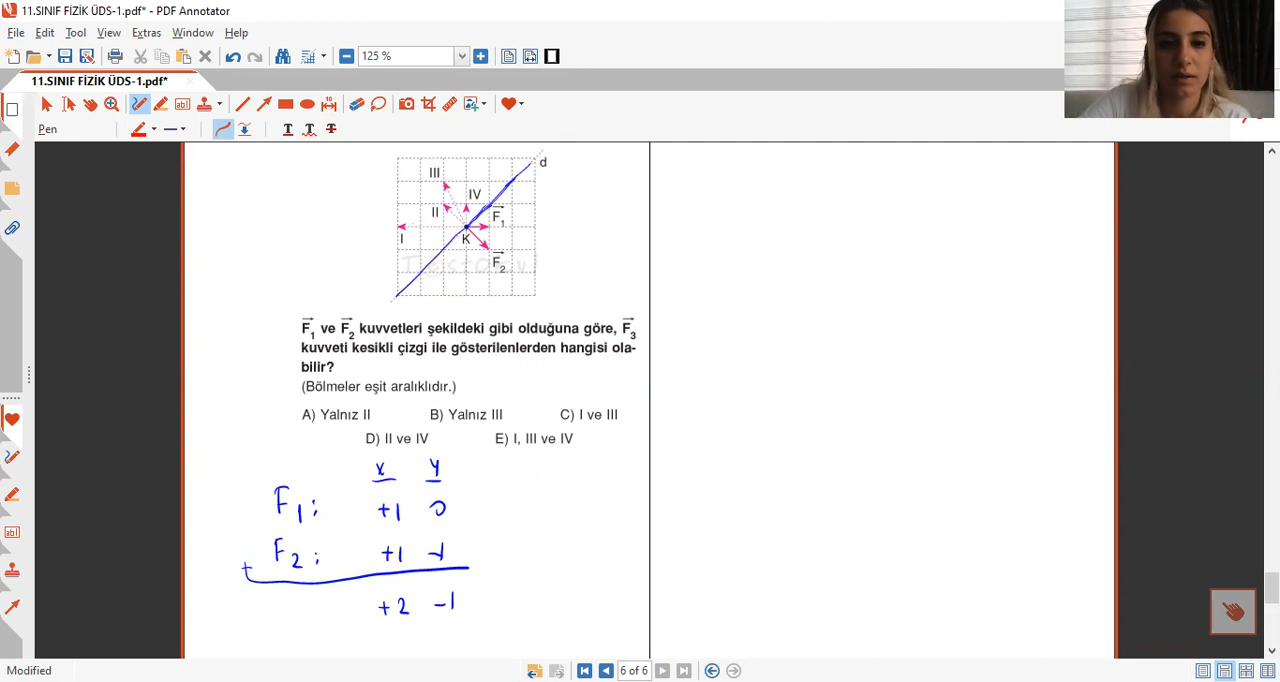 11.SINIF FİZİK ÜDS-1.pdf* - PDF Annotator
File Edit Tool View Extras Window Help
125 %
11.SINIF FİZİK ÜDS-1.pdf*
Pen
d
III
IV
II
F1
I
K
F2
F1 ve F2 kuvvetleri şekildeki gibi olduğuna göre, F3
kuvveti kesikli çizgi ile gösterilenlerden hangisi ola-
bilir?
(Bölmeler eşit aralıklıdır.)
A) Yalnız II B) Yalnız III C) I ve III
D) II ve IV E) I, III ve IV
x y
F1 ; +1 0
F2 ; +1 -1
+
+2 -1
Modified
6 of 6